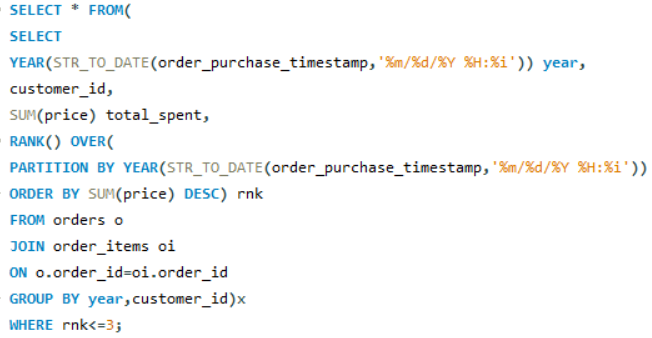 SELECT * FROM(
SELECT
YEAR(STR_TO_DATE(order_purchase_timestamp,'%m/%d/%Y %H:%i')) year,
customer_id,
SUM(price) total_spent,
RANK() OVER(
PARTITION BY YEAR(STR_TO_DATE(order_purchase_timestamp,'%m/%d/%Y %H:%i'))
ORDER BY SUM(price) DESC) rnk
FROM orders o
JOIN order_items oi
ON o.order_id=oi.order_id
GROUP BY year,customer_id)x
WHERE rnk<=3;